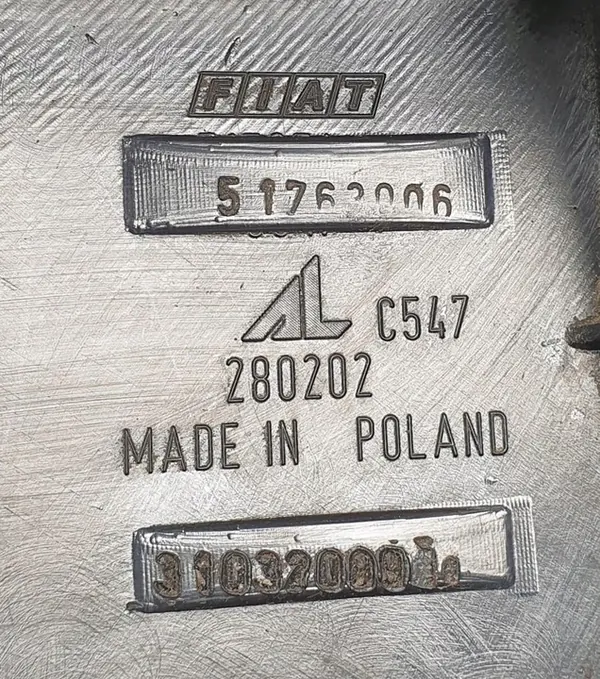 FIAT
51763006
AL C547
280202
MADE IN POLAND